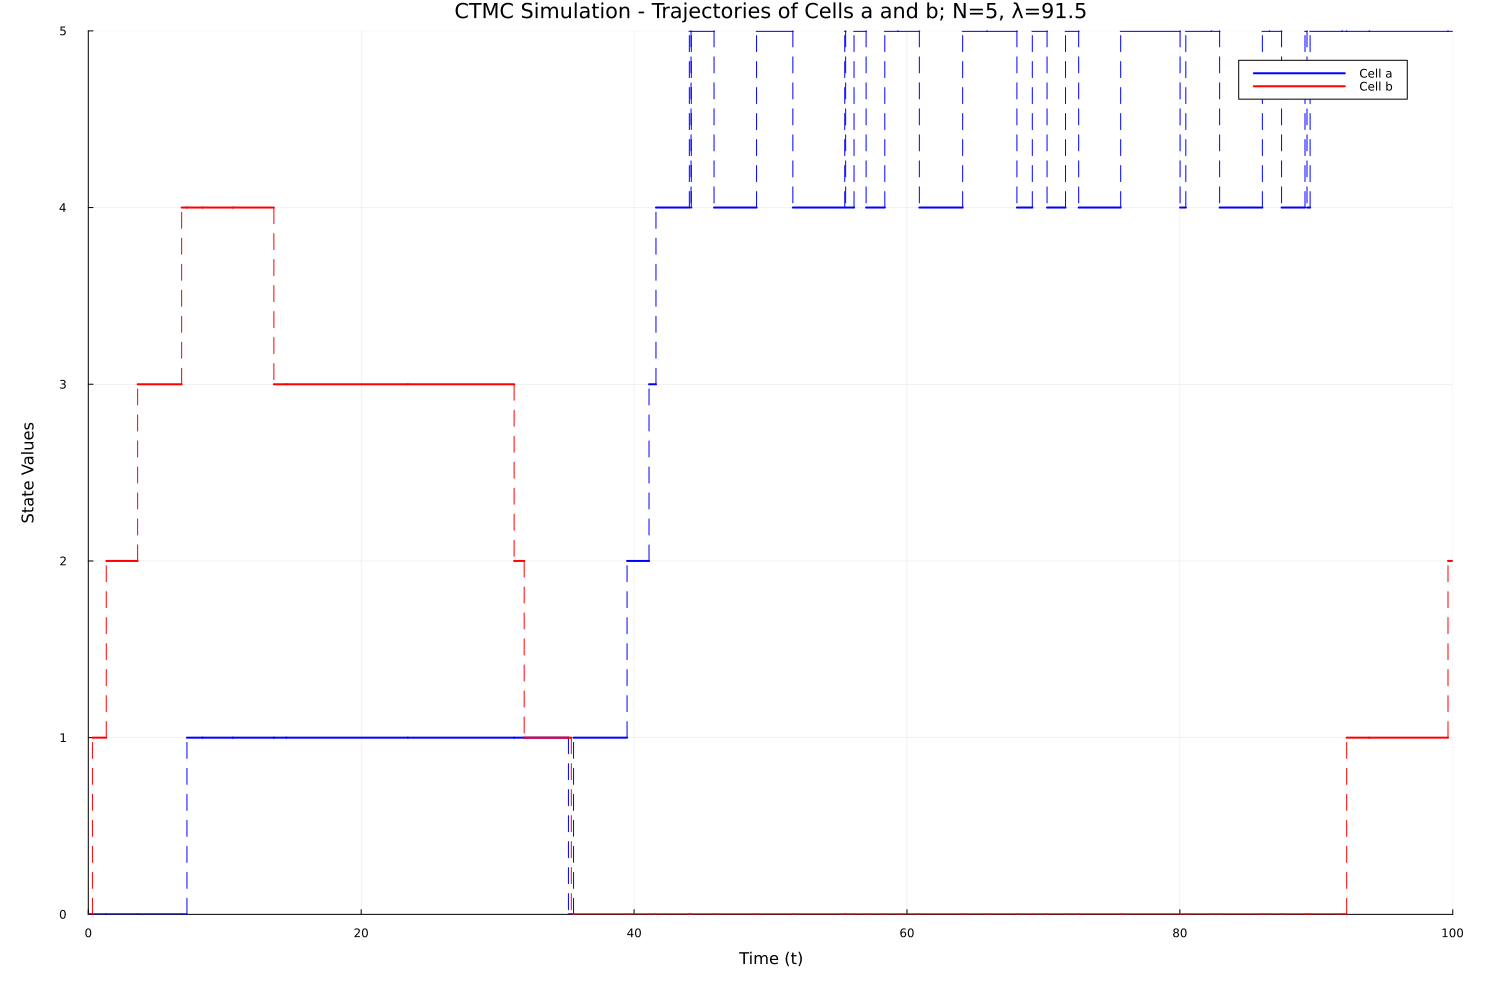 CTMC Simulation - Trajectories of Cells a and b; N=5, λ=91.5
5
Cell a
Cell b
4
3
State Values
2
1
0
0 20 40 60 80 100
Time (t)